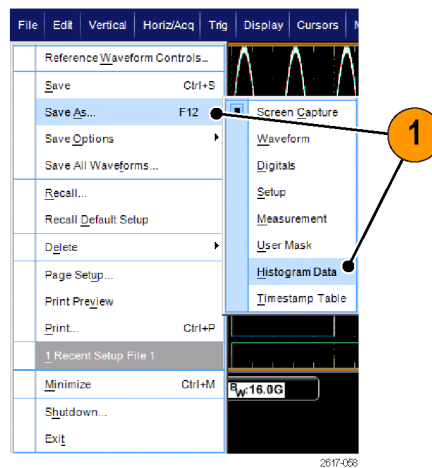 File Edit Vertical Horiz/Acq Trig Display Cursors
Reference Waveform Controls...
Save Ctrl+S
Save As... F12
Save Options
Save All Waveforms...
Recall...
Recall Default Setup
Delete
Page Setup...
Print Preview
Print... Ctrl+P
1 Recent Setup File 1
Minimize Ctrl+M
Shutdown...
Exit
Screen Capture
Waveform
Digitals
Setup
Measurement
User Mask
Histogram Data
Timestamp Table
1
BW:16.0G
2617-058